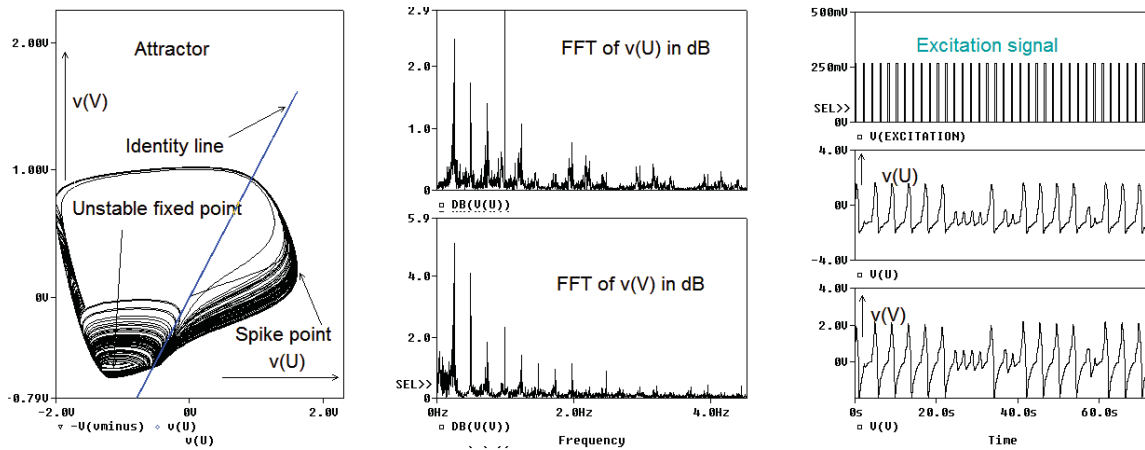 2.00V
Attractor
v(V)
Identity line
1.00V
Unstable fixed point
0V
Spike point
v(U)
-0.79V
-2.0V
0V
2.0V
-V(vminus)
v(U)
v(U)
2.9
FFT of v(U) in dB
2.0
1.0
0
DB(V(U))
5.9
FFT of v(V) in dB
4.0
2.0
SEL>>
0
0Hz
2.0Hz
4.0Hz
DB(V(V))
Frequency
500mV
Excitation signal
250mV
SEL>>
0V
V(EXCITATION)
4.0V
v(U)
0V
-4.0V
V(U)
4.0V
v(V)
2.0V
0V
0s
20.0s
40.0s
60.0s
V(V)
Time